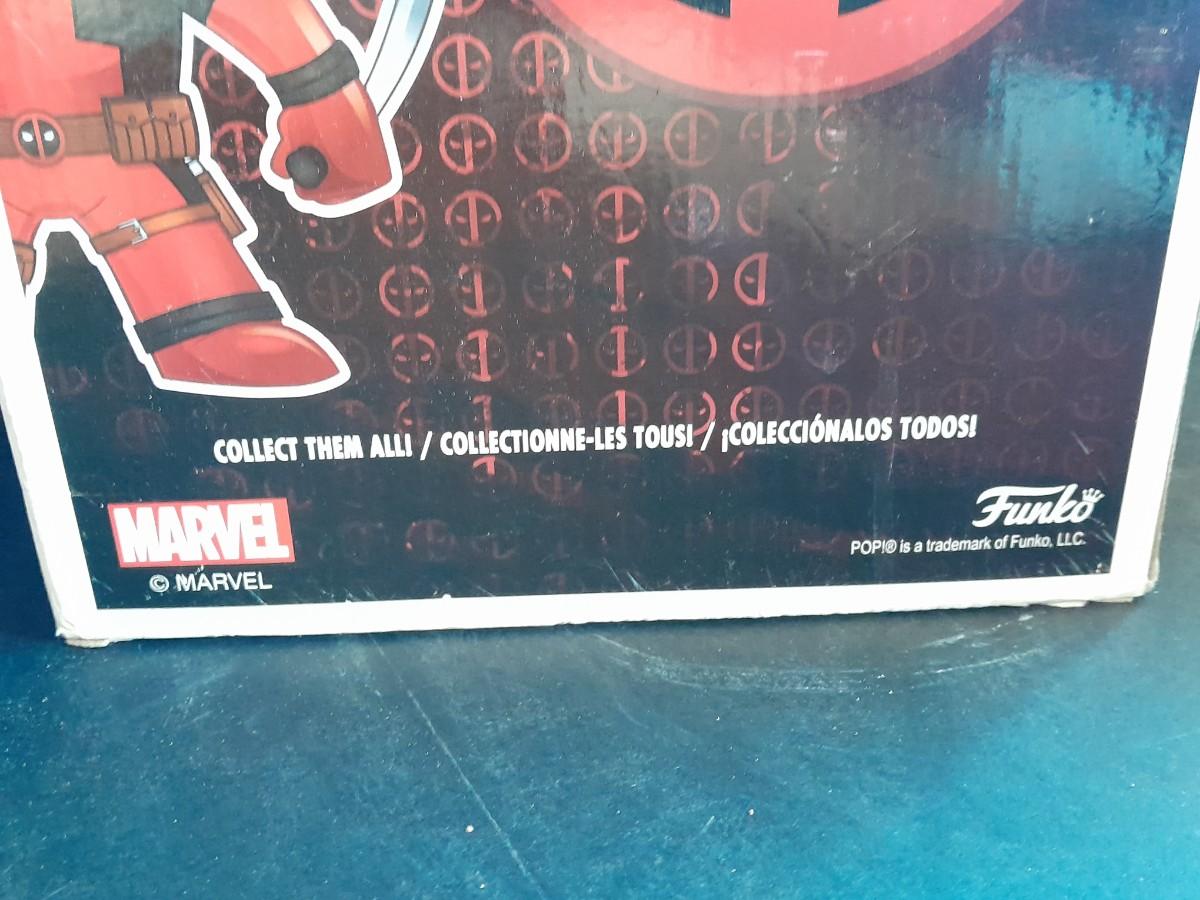 COLLECT THEM ALL! / COLLECTIONNE-LES TOUS! / ¡COLECCIÓNALOS TODOS!
MARVEL
© MARVEL
Funko
POP!® is a trademark of Funko, LLC.